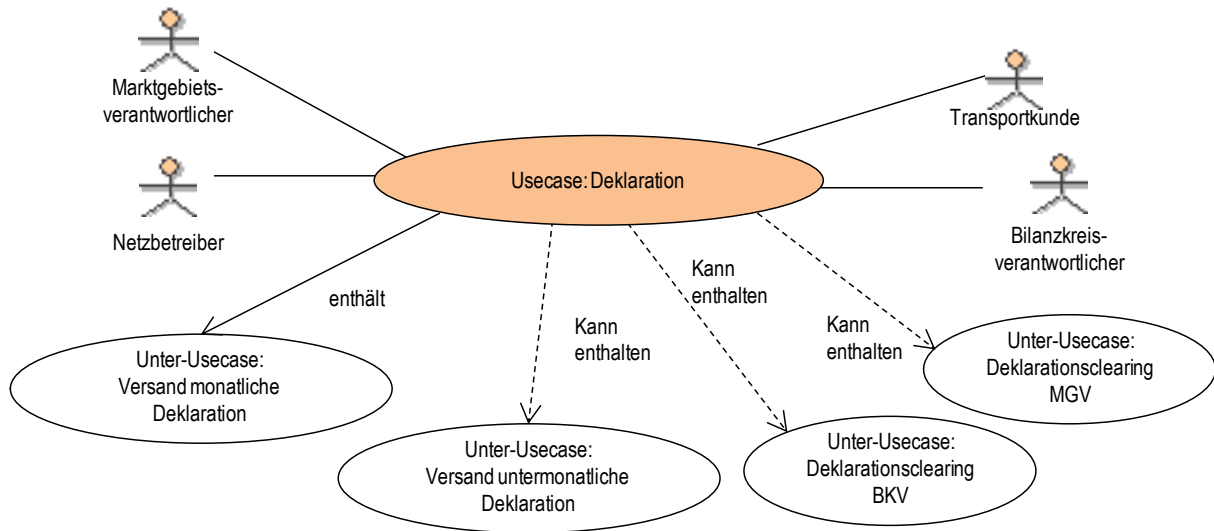 Marktgebiets-
verantwortlicher
Transportkunde
Usecase: Deklaration
Netzbetreiber
Bilanzkreis-
verantwortlicher
enthält
Kann
enthalten
Kann
enthalten
Kann
enthalten
Unter-Usecase:
Versand monatliche
Deklaration
Unter-Usecase:
Versand untermonatliche
Deklaration
Unter-Usecase:
Deklarationsclearing
BKV
Unter-Usecase:
Deklarationsclearing
MGV